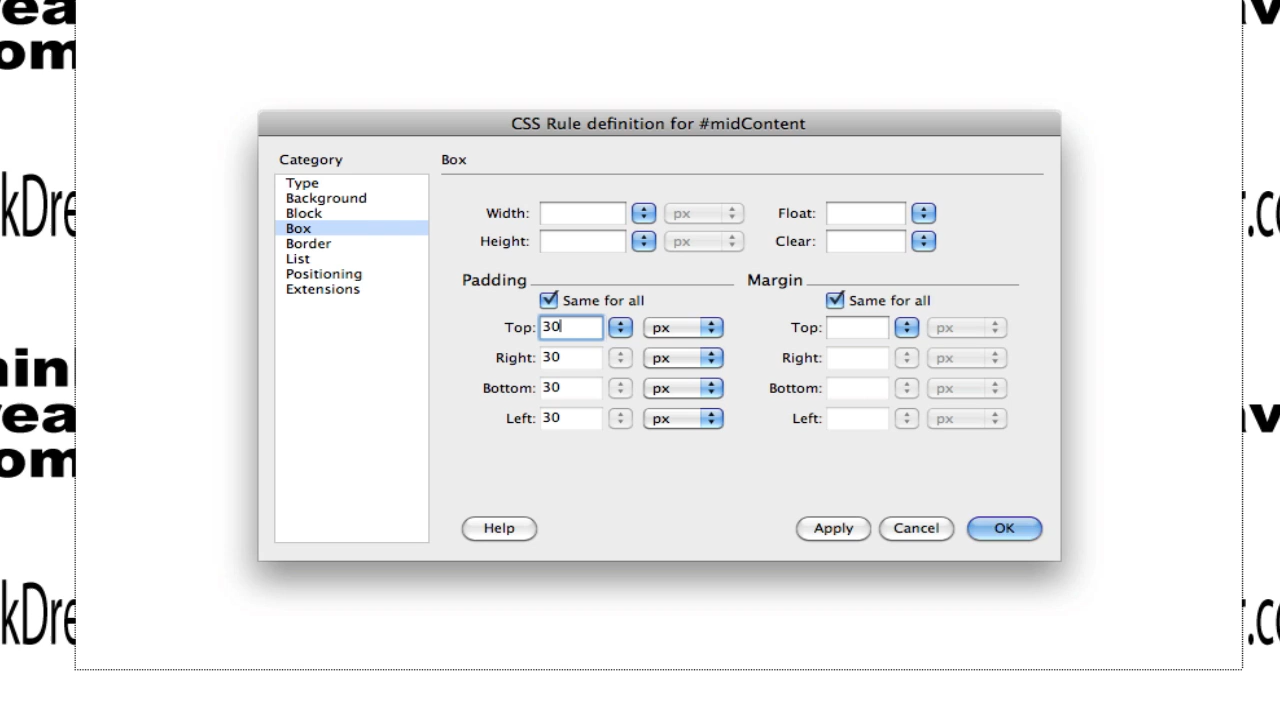 CSS Rule definition for #midContent
Category
Type
Background
Block
Box
Border
List
Positioning
Extensions
Box
Width: px Float:
Height: px Clear:
Padding Margin
Same for all Same for all
Top: 30 px Top: px
Right: 30 px Right: px
Bottom: 30 px Bottom: px
Left: 30 px Left: px
Help Apply Cancel OK